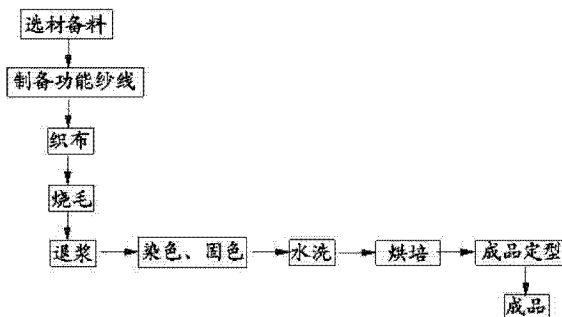 选材备料
制备功能纱线
织布
烧毛
退浆
染色、固色
水洗
烘培
成品定型
成品